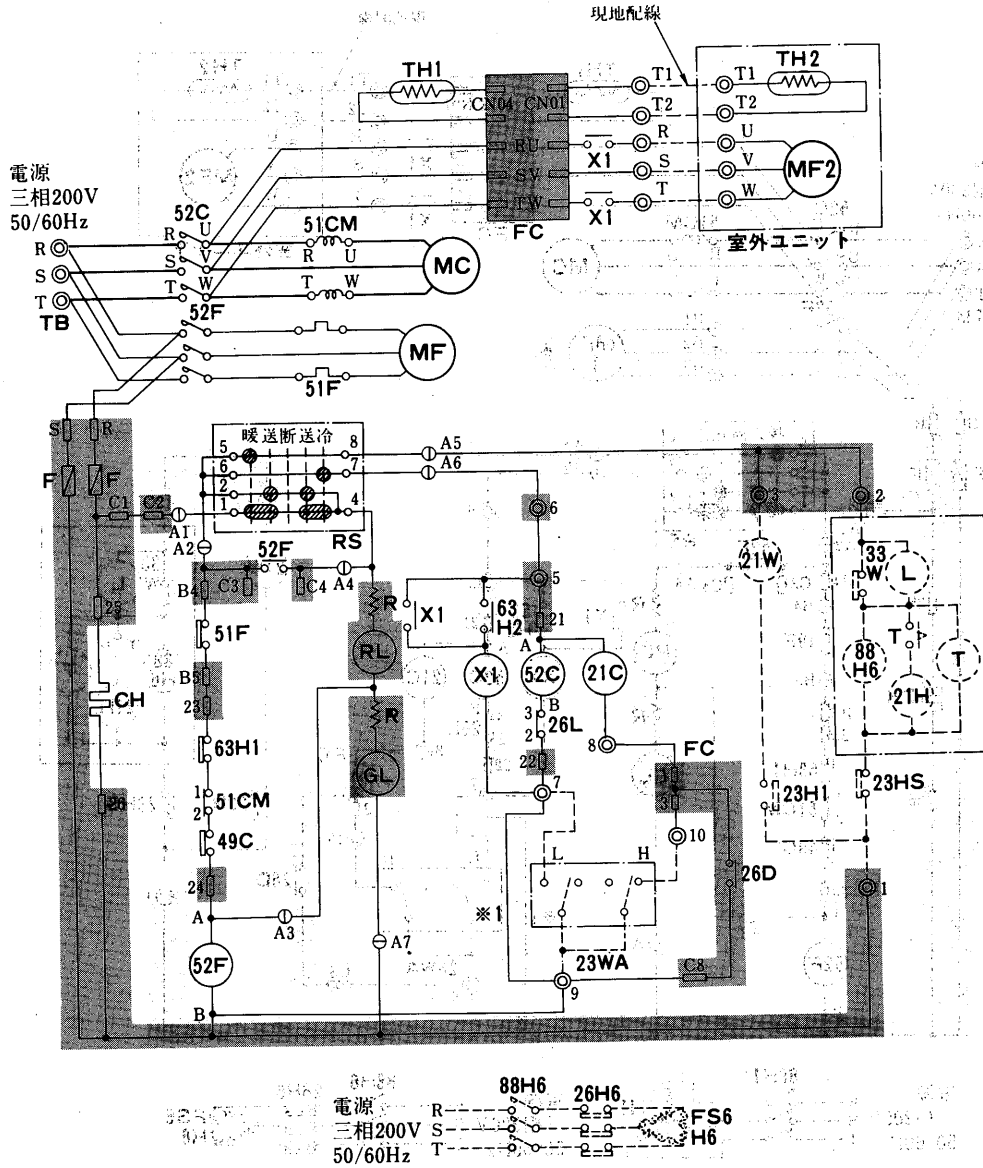 現地配線
TH1
CN04 CN01
T1 T1
TH2
T2 T2
RU
X1
R U
SV
S V
MF2
TW
X1
T W
FC
室外ユニット
電源
三相200V
50/60Hz
52C
51CM
R R U R U
S S V
MC
T T W T W
TB
52F
MF
51F
S R
F F
暖送断送冷
5 8 A5
6 7 A6
2
1 4
C1 C2
A1
RS
A2
52F
A4
B4 C3 C4
51F
B5
23
63H1
1
51CM
2
49C
24
A
A3
52F
B
25
CH
26
R
RL
R
GL
A7
X1
63
H2
X1
6
5
21
A
52C
21C
B
3
26L
2
22
7
8
FC
3
10
L H
※1
23WA
9
26D
C8
3 2
21W
33
W
L
T
88
H6
21H
T
23H1
23HS
1
電源
三相200V
50/60Hz
88H6
26H6
R
S
T
FS6
H6